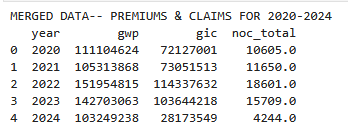 MERGED DATA-- PREMIUMS & CLAIMS FOR 2020-2024
year gwp gic noc_total
0 2020 111104624 72127001 10605.0
1 2021 105313868 73051513 11650.0
2 2022 151954815 114337632 18601.0
3 2023 142703063 103644218 15709.0
4 2024 103249238 28173549 4244.0